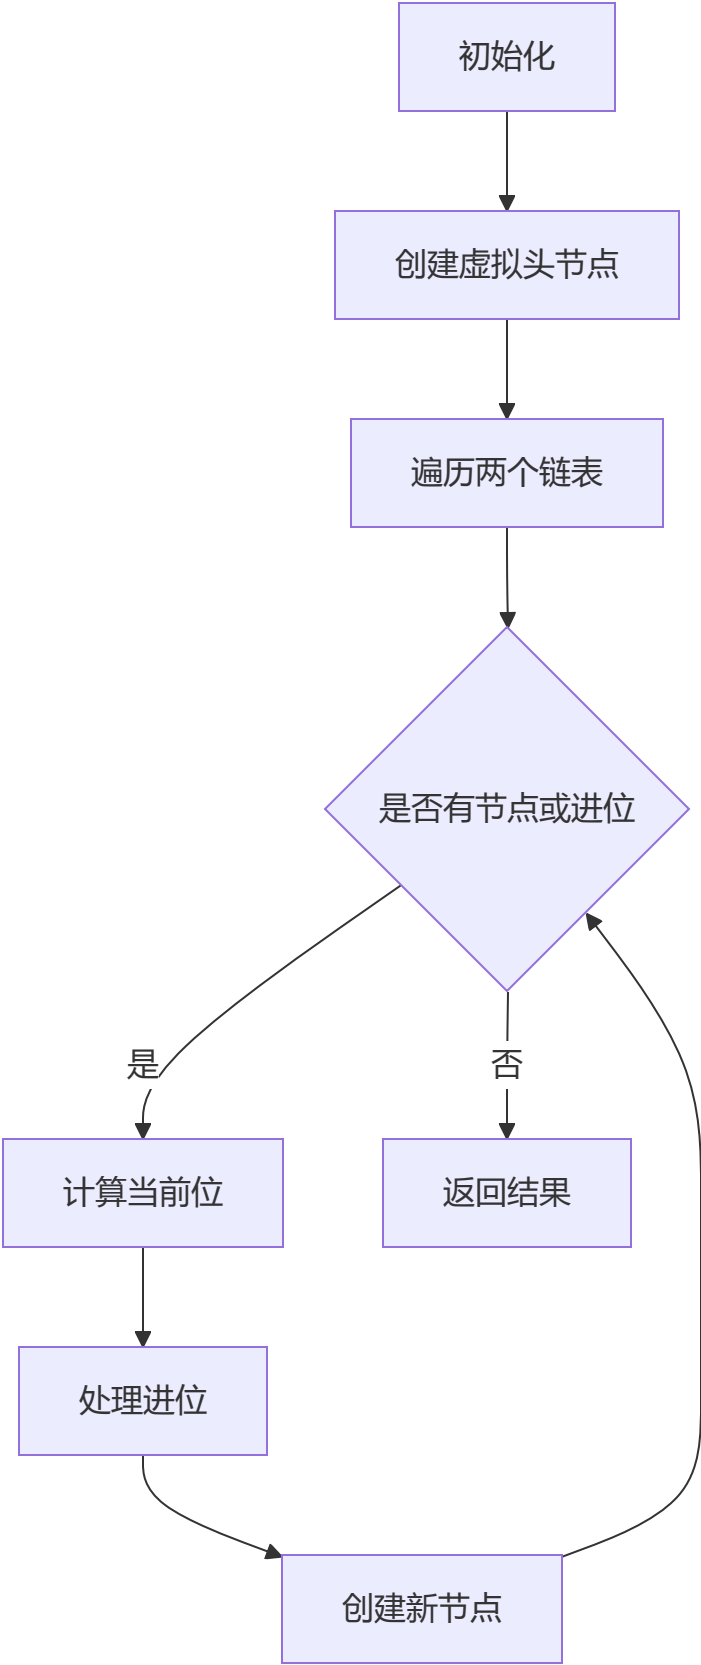 初始化
创建虚拟头节点
遍历两个链表
是否有节点或进位
是
否
计算当前位
返回结果
处理进位
创建新节点